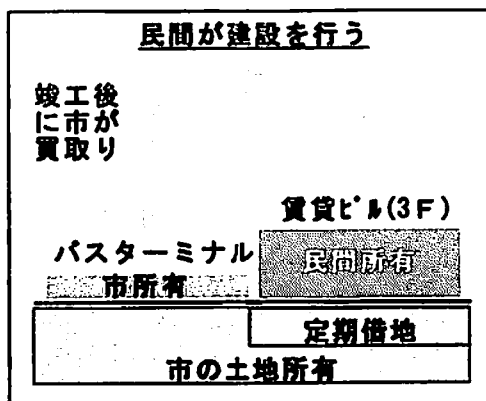 民間が建設を行う
竣工後
に市が
買取り
賃貸ビル(3F)
バスターミナル
民間所有
市所有
定期借地
市の土地所有